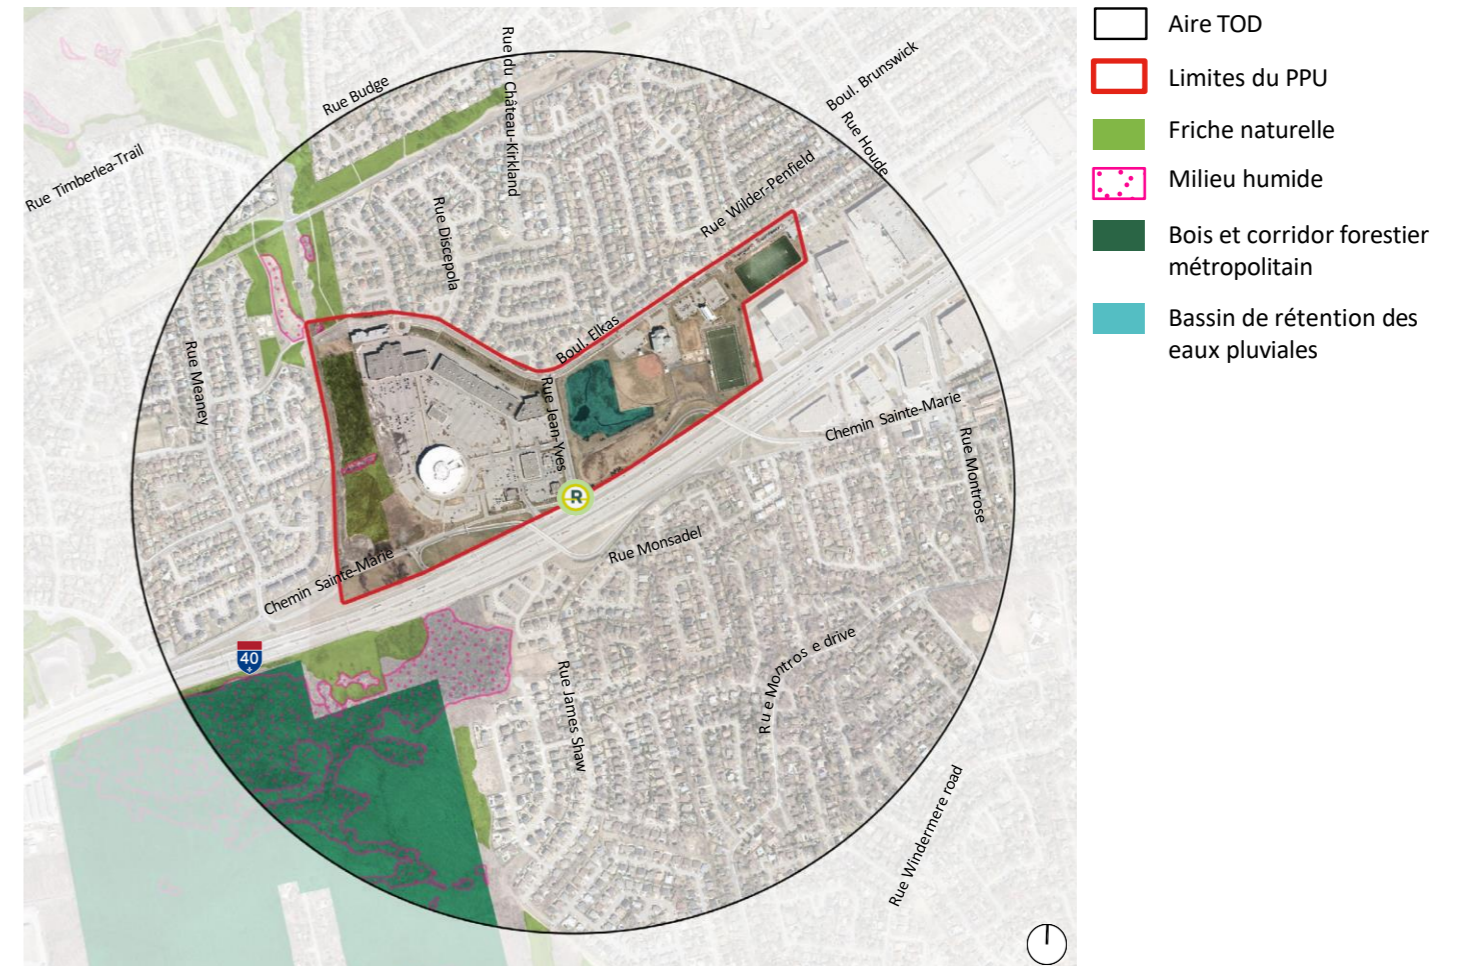 Aire TOD
Limites du PPU
Friche naturelle
Milieu humide
Bois et corridor forestier
métropolitain
Bassin de rétention des
eaux pluviales
Rue Budge
Rue du Château-Kirkland
Boul. Brunswick
Rue Houde
Rue Timberlea-Trail
Rue Wilder-Penfield
Rue Discepola
Boul. Elkas
Rue Meaney
Rue Jean-Yves
Chemin Sainte-Marie
Rue Montrose
R
Rue Monsadel
Chemin Sainte-Marie
40
Rue Montros e drive
Rue James Shaw
Rue Windermere road